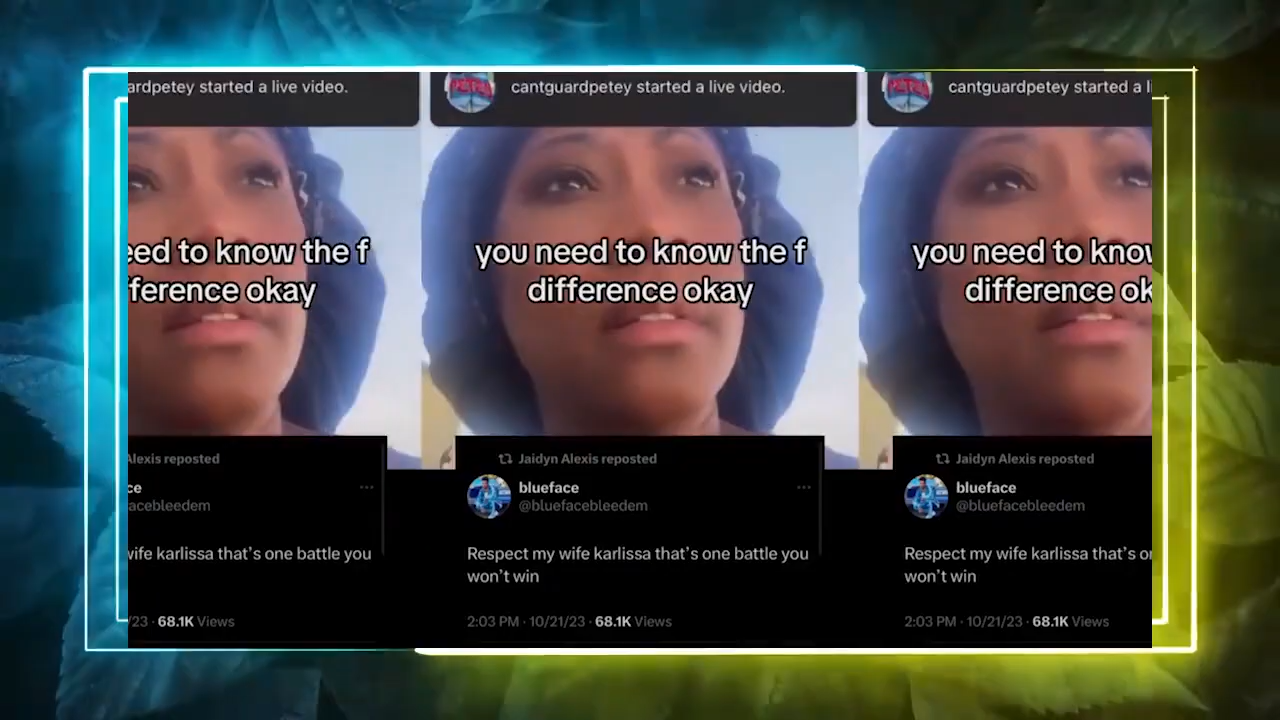 ardpetey started a live video.
cantguardpetey started a live video.
cantguardpetey started a l
eed to know the f
ference okay
you need to know the f
difference okay
you need to know
difference ok
Alexis reposted
ce
acebleedem
wife karlissa that's one battle you
/23 · 68.1K Views
Jaidyn Alexis reposted
blueface
@bluefacebleedem
Respect my wife karlissa that's one battle you
won't win
2:03 PM · 10/21/23 · 68.1K Views
Jaidyn Alexis reposted
blueface
@bluefacebleedem
Respect my wife karlissa that's o
won't win
2:03 PM · 10/21/23 · 68.1K Views